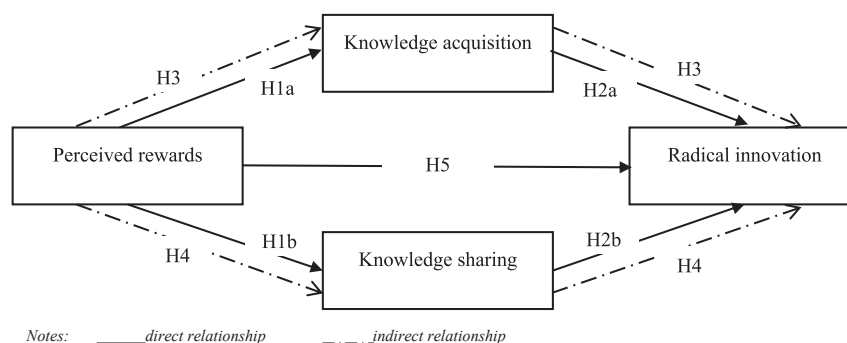 Knowledge acquisition
H3
H3
H1a
H2a
Perceived rewards
H5
Radical innovation
H1b
H2b
H4
Knowledge sharing
H4
Notes: direct relationship indirect relationship